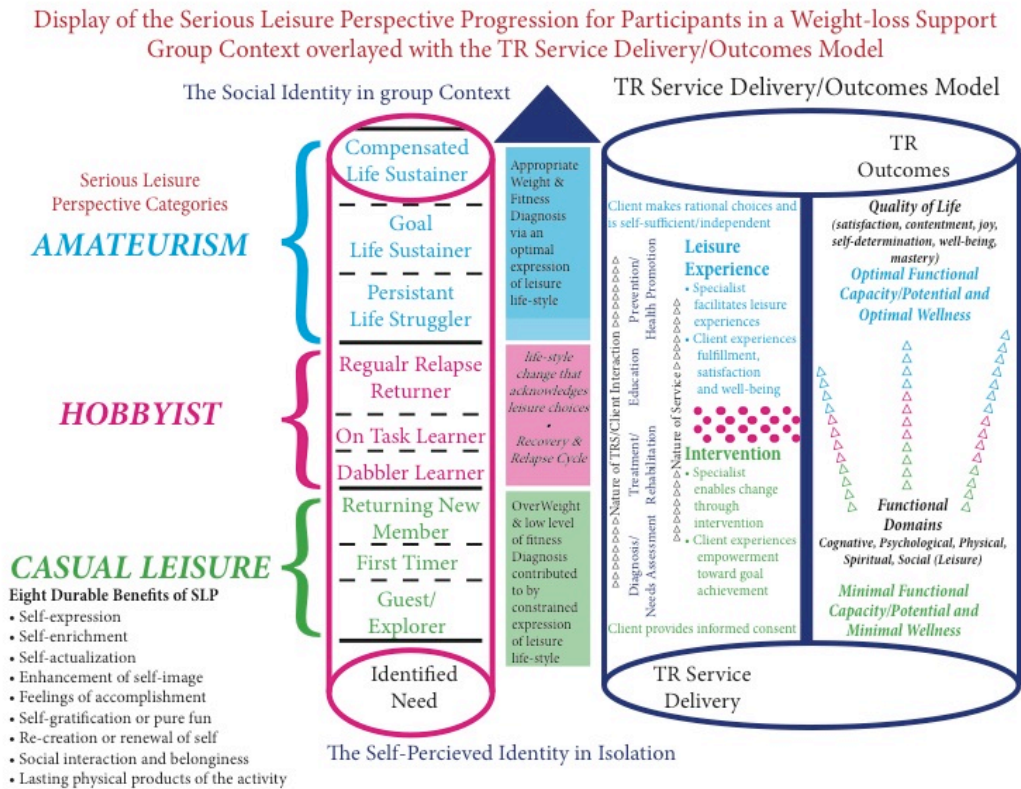 Display of the Serious Leisure Perspective Progression for Participants in a Weight-loss Support
Group Context overlayed with the TR Service Delivery/Outcomes Model
The Social Identity in group Context
Serious Leisure
Perspective Categories
AMATEURISM
HOBBYIST
CASUAL LEISURE
Eight Durable Benefits of SLP
• Self-expression
• Self-enrichment
• Self-actualization
• Enhancement of self-image
• Feelings of accomplishment
• Self-gratification or pure fun
• Re-creation or renewal of self
• Social interaction and belonginess
• Lasting physical products of the activity
Compensated
Life Sustainer
Goal
Life Sustainer
Persistant
Life Struggler
Regualr Relapse
Returner
On Task Learner
Dabbler Learner
Returning New
Member
First Timer
Guest/
Explorer
Identified
Need
Appropriate
Weight &
Fitness
Diagnosis
via an
optimal
expression
of leisure
life-style
life-style
change that
acknowledges
leisure choices
•
Recovery &
Relapse Cycle
OverWeight
& low level
of fitness
Diagnosis
contributed
to by
constrained
expression
of leisure
life-style
The Self-Percieved Identity in Isolation
TR Service Delivery/Outcomes Model
Client makes rational choices and
is self-sufficient/independent
Nature of TRS/Client Interaction
Prevention/
Health Promotion
Education
Treatment/
Rehabilitation
Diagnosis/
Needs Assessment
Nature of Service
Leisure
Experience
• Specialist
facilitates leisure
experiences
• Client experiences
fulfillment,
satisfaction
and well-being
Intervention
• Specialist
enables change
through
intervention
• Client experiences
empowerment
toward goal
achievement
Client provides informed consent
TR Service
Delivery
TR
Outcomes
Quality of Life
(satisfaction, contentment, joy,
self-determination, well-being,
mastery)
Optimal Functional
Capacity/Potential and
Optimal Wellness
Functional
Domains
Cognitive, Psychological, Physical,
Spiritual, Social (Leisure)
Minimal Functional
Capacity/Potential and
Minimal Wellness